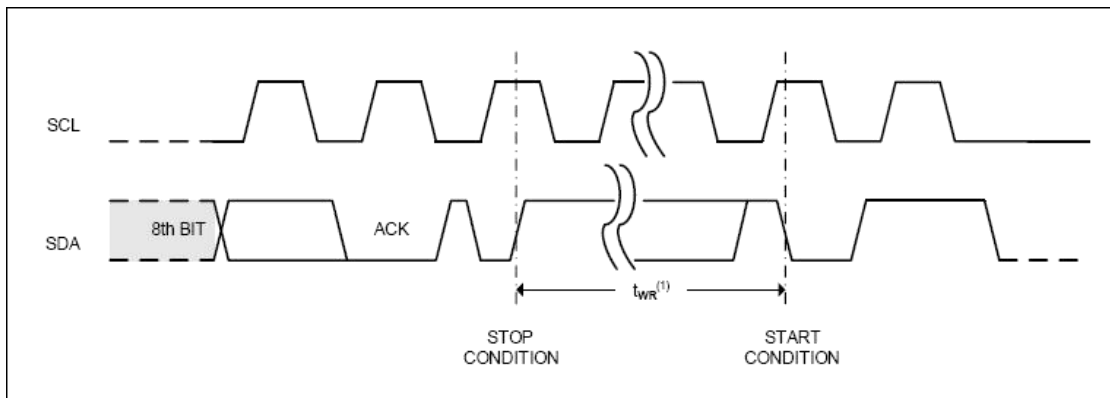 SCL
8th BIT
ACK
SDA
tWR(1)
STOP
CONDITION
START
CONDITION